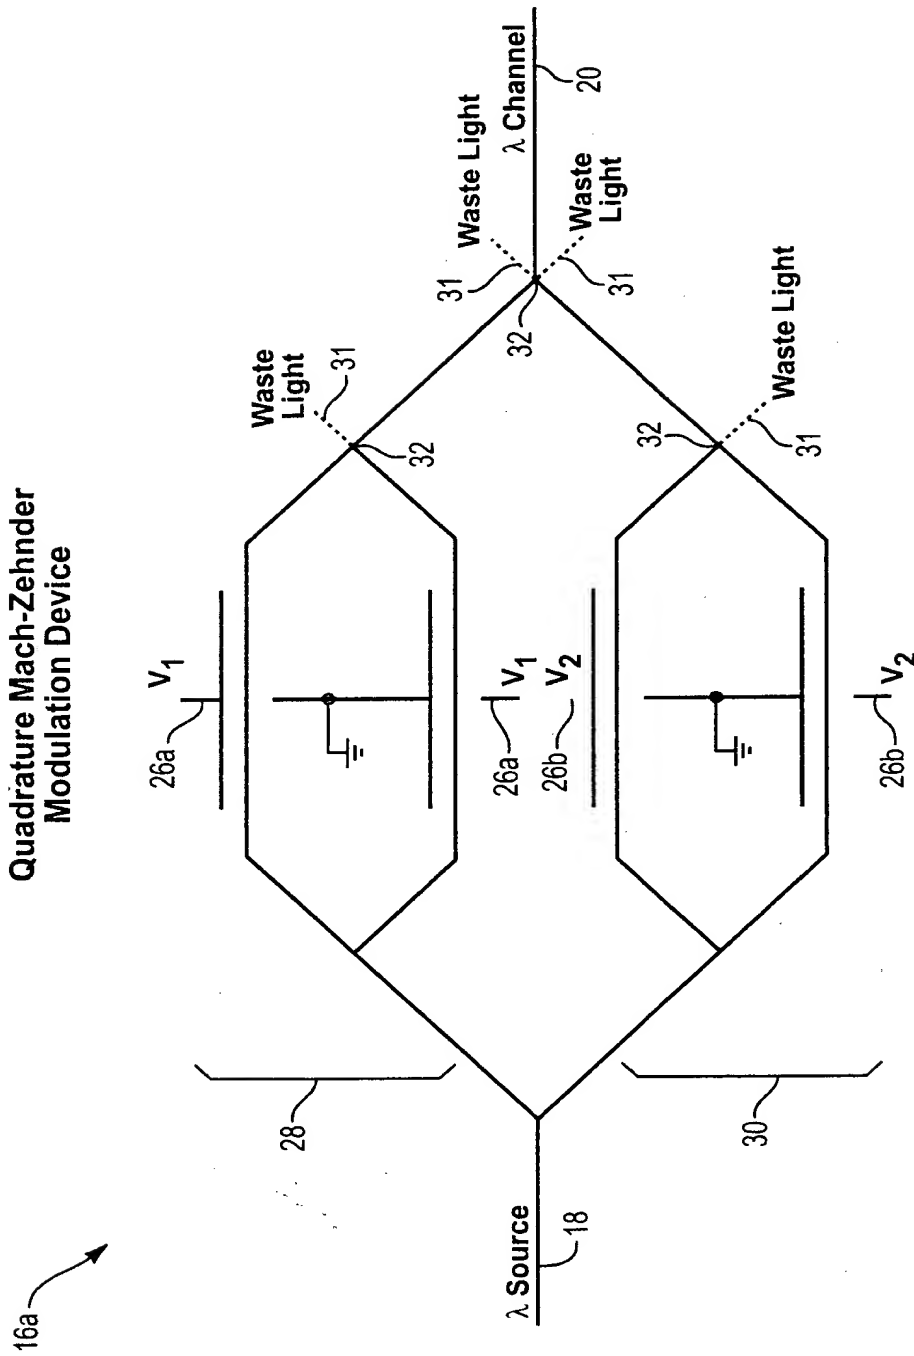 Quadrature Mach-Zehnder
Modulation Device
16a
λ Source
18
28
30
V1
26a
26a
V1
V2
26b
V2
26b
Waste
Light
31
32
32
31
Waste Light
Waste Light
31
32
31
Waste
Light
λ Channel
20